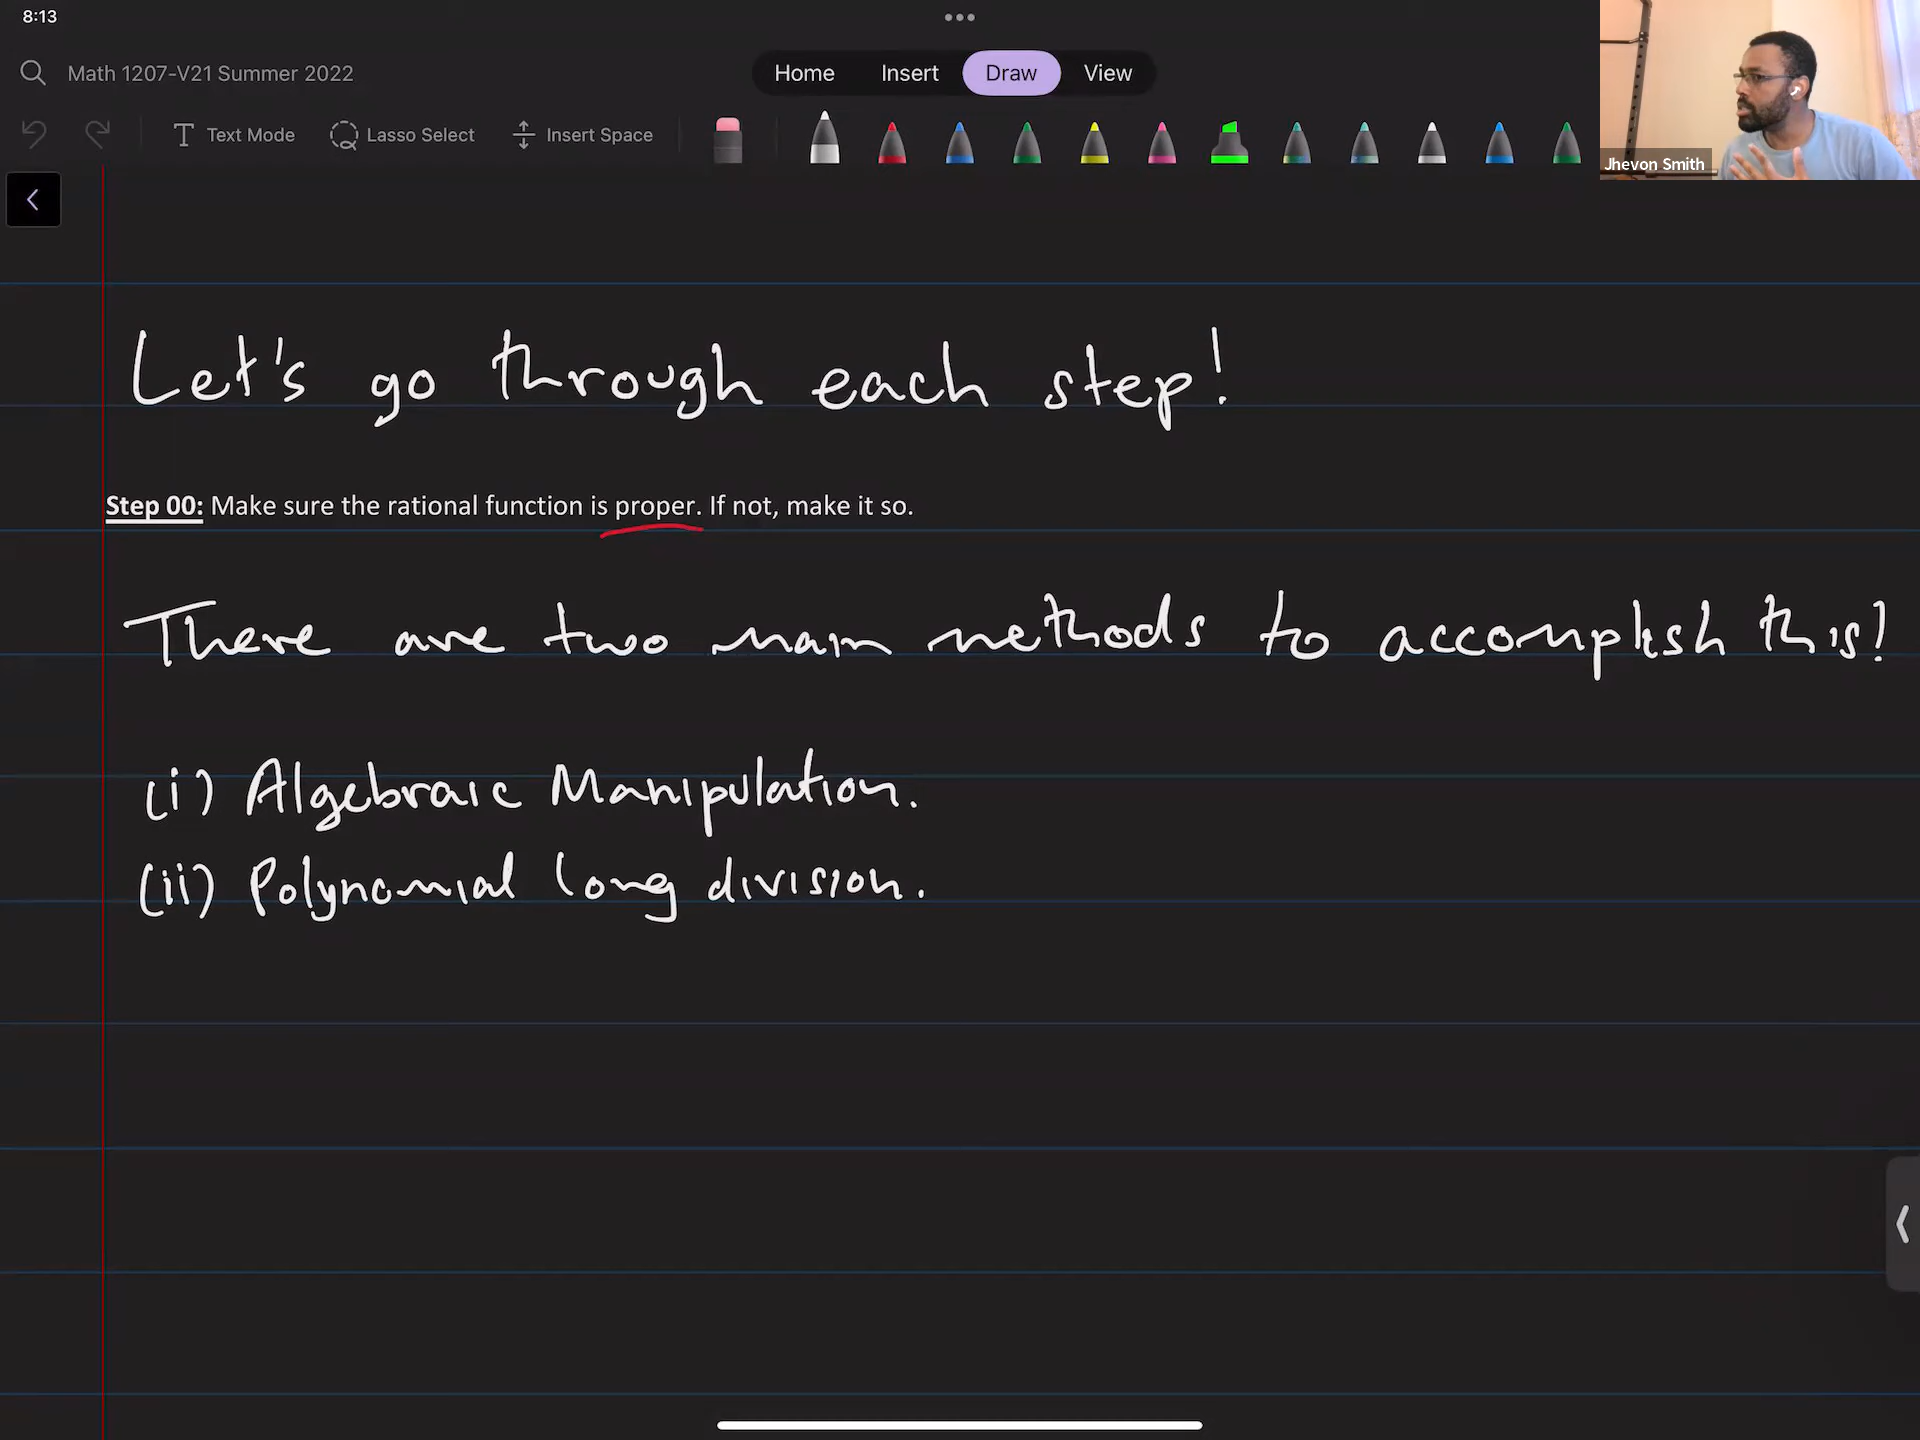 8:13
Math 1207-V21 Summer 2022
Home Insert Draw View
Text Mode Lasso Select Insert Space
Jhevon Smith
Let's go through each step!
Step 00: Make sure the rational function is proper. If not, make it so.
There are two main methods to accomplish this!
(i) Algebraic Manipulation.
(ii) Polynomial long division.